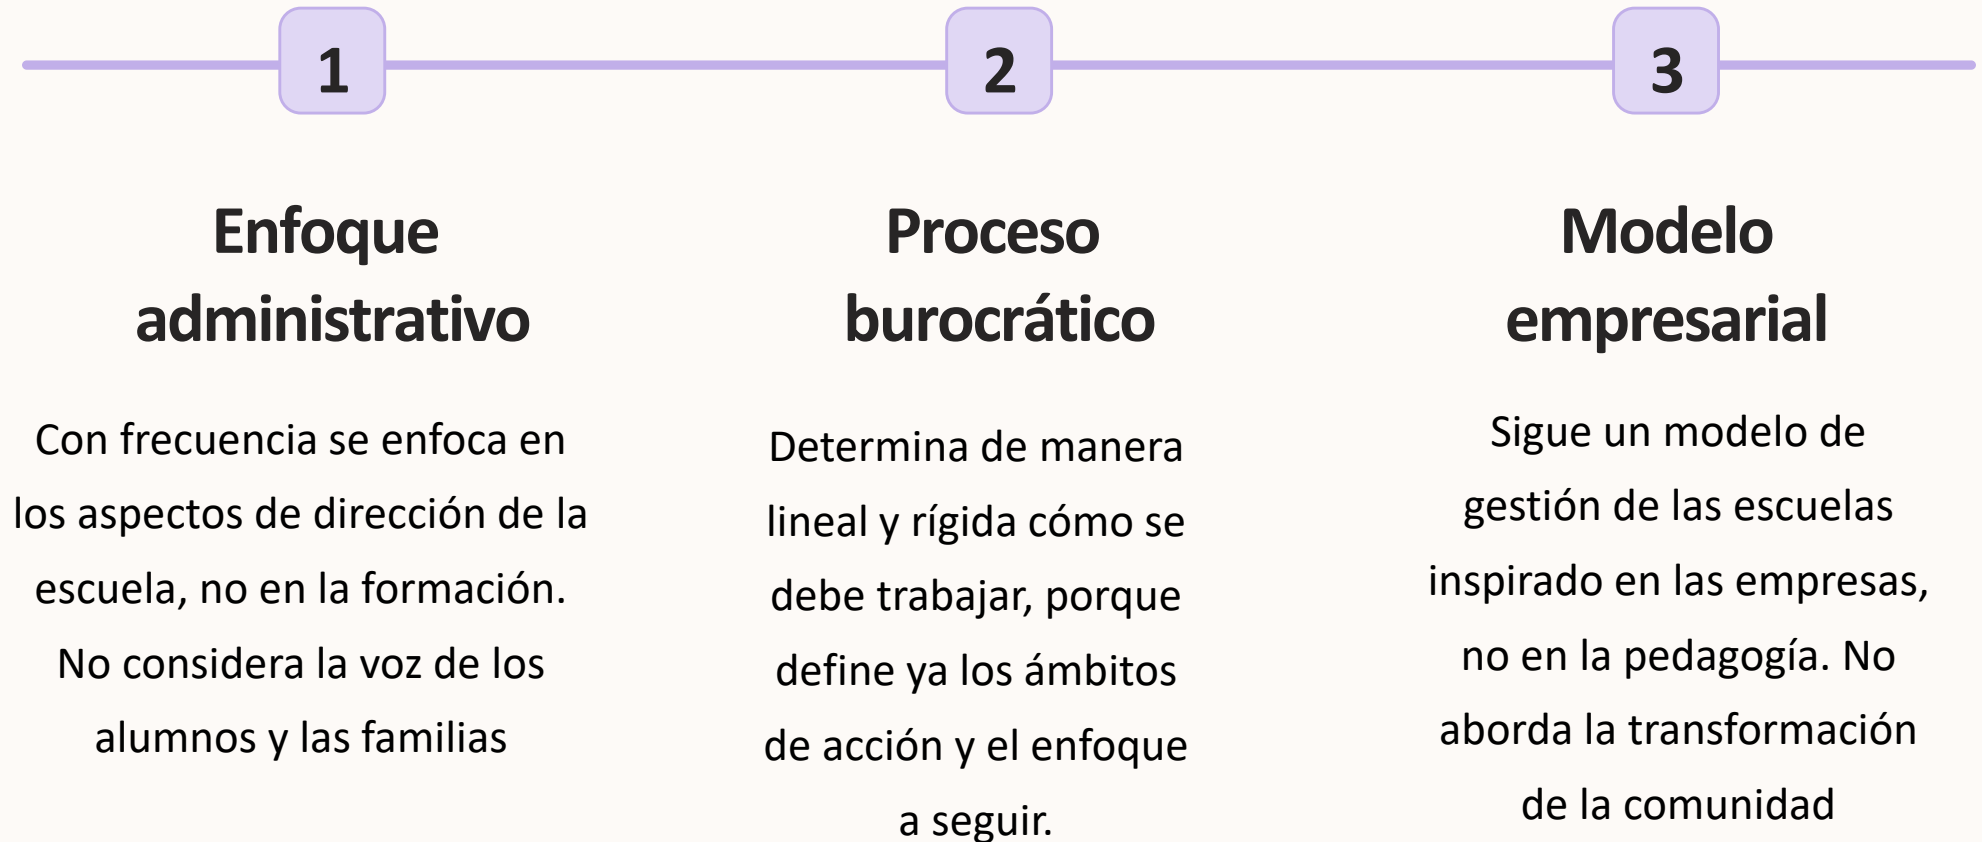 1
Enfoque
administrativo
Con frecuencia se enfoca en
los aspectos de dirección de la
escuela, no en la formación.
No considera la voz de los
alumnos y las familias
2
Proceso
burocrático
Determina de manera
lineal y rígida cómo se
debe trabajar, porque
define ya los ámbitos
de acción y el enfoque
a seguir.
3
Modelo
empresarial
Sigue un modelo de
gestión de las escuelas
inspirado en las empresas,
no en la pedagogía. No
aborda la transformación
de la comunidad